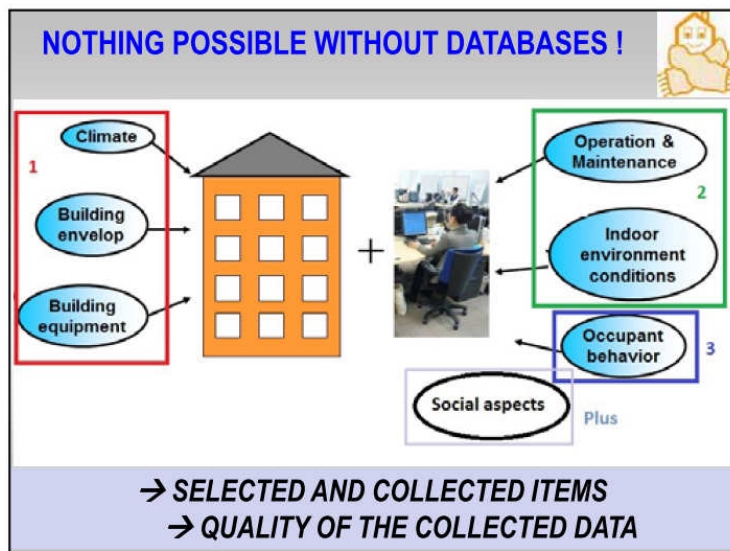 NOTHING POSSIBLE WITHOUT DATABASES !
1
Climate
Building
envelop
Building
equipment
+
Operation &
Maintenance
2
Indoor
environment
conditions
Occupant
behavior
3
Social aspects
Plus
→ SELECTED AND COLLECTED ITEMS
→ QUALITY OF THE COLLECTED DATA